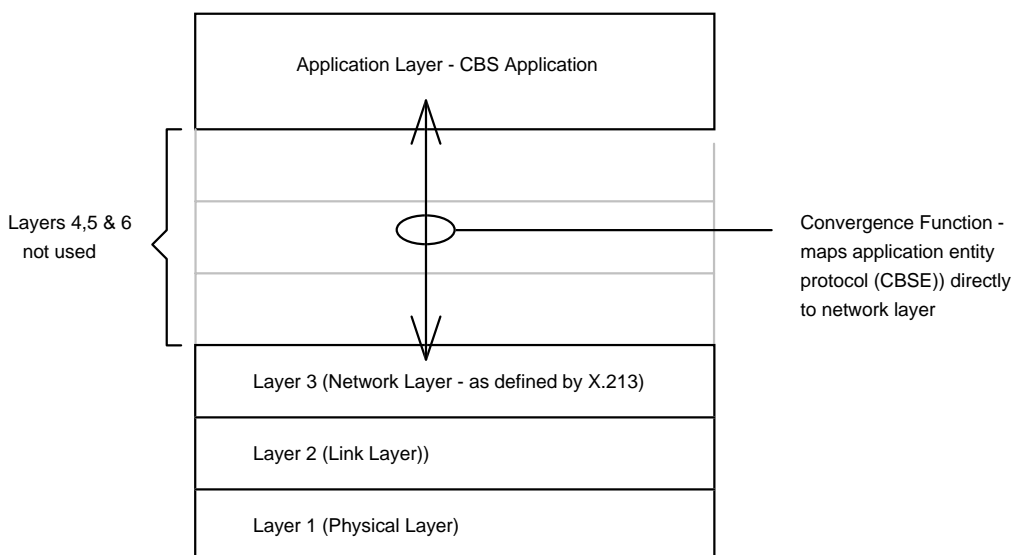 Application Layer - CBS Application
Layers 4,5 & 6
not used
Convergence Function -
maps application entity
protocol (CBSE)) directly
to network layer
Layer 3 (Network Layer - as defined by X.213)
Layer 2 (Link Layer))
Layer 1 (Physical Layer)